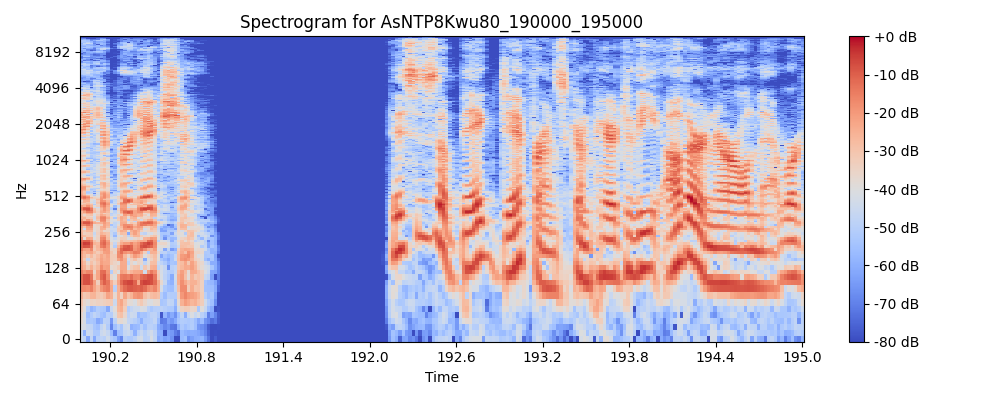 Spectrogram for AsNTP8Kwu80_190000_195000
8192
4096
2048
1024
512
256
128
64
0
Hz
190.2 190.8 191.4 192.0 192.6 193.2 193.8 194.4 195.0
Time
+0 dB
-10 dB
-20 dB
-30 dB
-40 dB
-50 dB
-60 dB
-70 dB
-80 dB